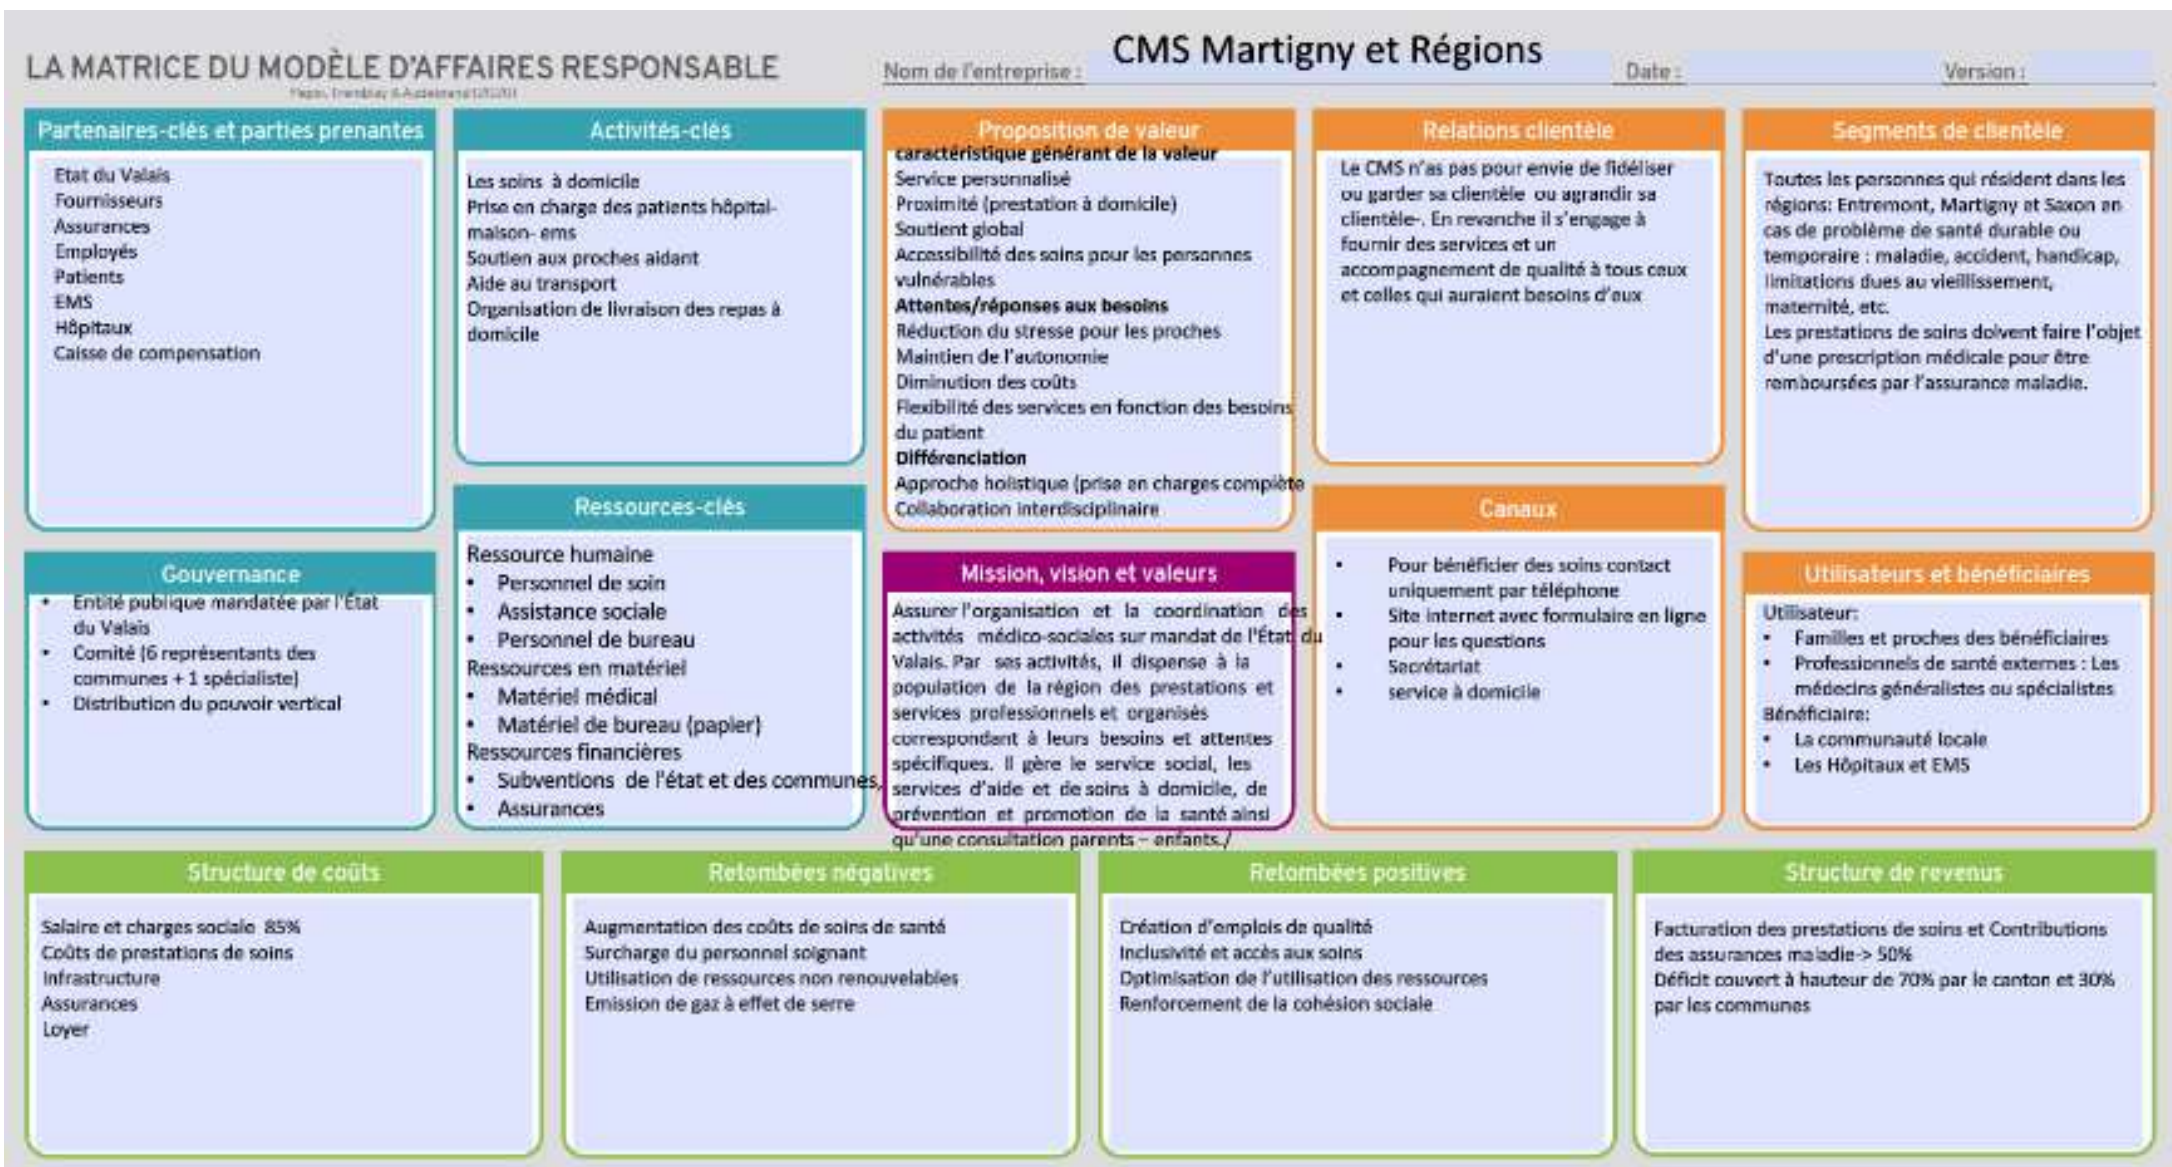 LA MATRICE DU MODÈLE D'AFFAIRES RESPONSABLE
Nom de l'entreprise :
CMS Martigny et Régions
Date :
Version :
Partenaires-clés et parties prenantes
Etat du Valais
Fournisseurs
Assurances
Employés
Patients
EMS
Hôpitaux
Caisse de compensation
Activités-clés
Les soins à domicile
Prise en charge des patients hôpital-
maison- ems
Soutien aux proches aidant
Aide au transport
Organisation de livraison des repas à
domicile
Proposition de valeur
caractéristique générant de la valeur
Service personnalisé
Proximité (prestation à domicile)
Soutient global
Accessibilité des soins pour les personnes
vulnérables
Attentes/réponses aux besoins
Réduction du stresse pour les proches
Maintien de l'autonomie
Diminution des coûts
Flexibilité des services en fonction des besoins
du patient
Différenciation
Approche holistique (prise en charges complète
Collaboration interdisciplinaire
Relations clientèle
Le CMS n'as pas pour envie de fidéliser
ou garder sa clientèle ou agrandir sa
clientèle-. En revanche il s'engage à
fournir des services et un
accompagnement de qualité à tous ceux
et celles qui auraient besoins d'eux
Segments de clientèle
Toutes les personnes qui résident dans les
régions: Entremont, Martigny et Saxon en
cas de problème de santé durable ou
temporaire : maladie, accident, handicap,
limitations dues au vieillissement,
maternité, etc.
Les prestations de soins doivent faire l'objet
d'une prescription médicale pour être
remboursées par l'assurance maladie.
Gouvernance
• Entité publique mandatée par l'État
du Valais
• Comité (6 représentants des
communes + 1 spécialiste)
• Distribution du pouvoir vertical
Ressources-clés
Ressource humaine
• Personnel de soin
• Assistance sociale
• Personnel de bureau
Ressources en matériel
• Matériel médical
• Matériel de bureau (papier)
Ressources financières
• Subventions de l'état et des communes,
• Assurances
Mission, vision et valeurs
Assurer l'organisation et la coordination des
activités médico-sociales sur mandat de l'État du
Valais. Par ses activités, il dispense à la
population de la région des prestations et
services professionnels et organisés
correspondant à leurs besoins et attentes
spécifiques. Il gère le service social, les
services d'aide et de soins à domicile, de
prévention et promotion de la santé ainsi
qu'une consultation parents – enfants./
Canaux
• Pour bénéficier des soins contact
uniquement par téléphone
• Site internet avec formulaire en ligne
pour les questions
• Secrétariat
• service à domicile
Utilisateurs et bénéficiaires
Utilisateur:
• Familles et proches des bénéficiaires
• Professionnels de santé externes : Les
médecins généralistes ou spécialistes
Bénéficiaire:
• La communauté locale
• Les Hôpitaux et EMS
Structure de coûts
Salaire et charges sociale 85%
Coûts de prestations de soins
Infrastructure
Assurances
Loyer
Retombées négatives
Augmentation des coûts de soins de santé
Surcharge du personnel soignant
Utilisation de ressources non renouvelables
Emission de gaz à effet de serre
Retombées positives
Création d'emplois de qualité
Inclusivité et accès aux soins
Optimisation de l'utilisation des ressources
Renforcement de la cohésion sociale
Structure de revenus
Facturation des prestations de soins et Contributions
des assurances maladie-> 50%
Déficit couvert à hauteur de 70% par le canton et 30%
par les communes